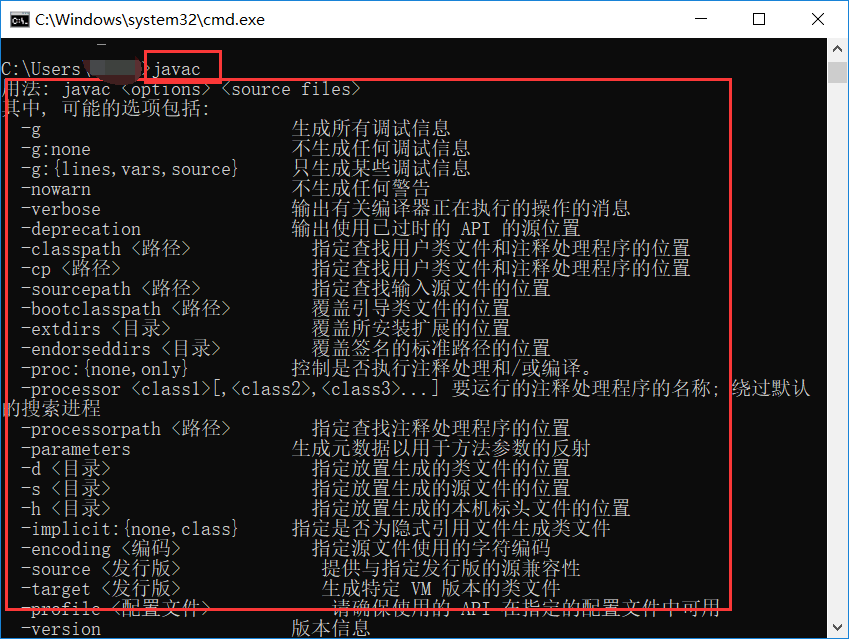 C:\Windows\system32\cmd.exe
C:\Users\ >javac
用法: javac <options> <source files>
其中, 可能的选项包括:
-g 生成所有调试信息
-g:none 不生成任何调试信息
-g:{lines,vars,source} 只生成某些调试信息
-nowarn 不生成任何警告
-verbose 输出有关编译器正在执行的操作的消息
-deprecation 输出使用已过时的 API 的源位置
-classpath <路径> 指定查找用户类文件和注释处理程序的位置
-cp <路径> 指定查找用户类文件和注释处理程序的位置
-sourcepath <路径> 指定查找输入源文件的位置
-bootclasspath <路径> 覆盖引导类文件的位置
-extdirs <目录> 覆盖所安装扩展的位置
-endorseddirs <目录> 覆盖签名的标准路径的位置
-proc:{none,only} 控制是否执行注释处理和/或编译。
-processor <class1>[,<class2>,<class3>...] 要运行的注释处理程序的名称; 绕过默认
的搜索进程
-processorpath <路径> 指定查找注释处理程序的位置
-parameters 生成元数据以用于方法参数的反射
-d <目录> 指定放置生成的类文件的位置
-s <目录> 指定放置生成的源文件的位置
-h <目录> 指定放置生成的本机标头文件的位置
-implicit:{none,class} 指定是否为隐式引用文件生成类文件
-encoding <编码> 指定源文件使用的字符编码
-source <发行版> 提供与指定发行版的源兼容性
-target <发行版> 生成特定 VM 版本的类文件
-profile <配置文件> 请确保使用的 API 在指定的配置文件中可用
-version 版本信息